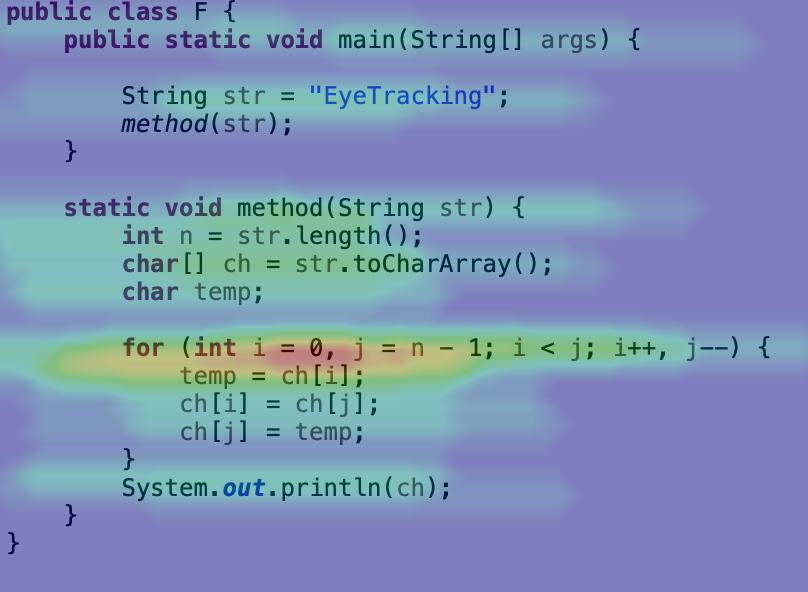 public class F {
    public static void main(String[] args) {
        String str = "EyeTracking";
        method(str);
    }
    static void method(String str) {
        int n = str.length();
        char[] ch = str.toCharArray();
        char temp;
        for (int i = 0, j = n - 1; i < j; i++, j--) {
            temp = ch[i];
            ch[i] = ch[j];
            ch[j] = temp;
        }
        System.out.println(ch);
    }
}